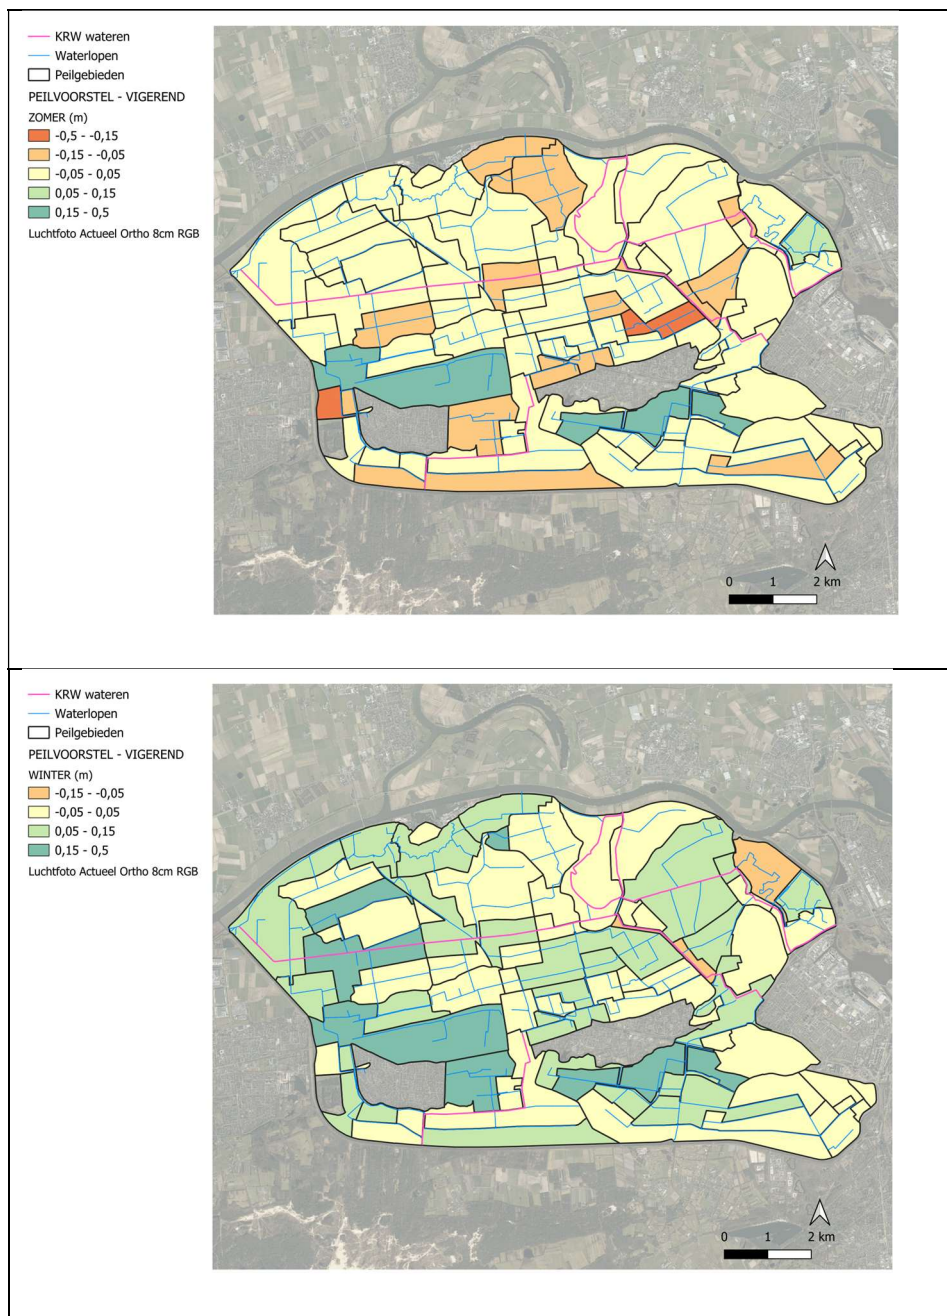 KRW wateren
Waterlopen
Peilgebieden
PEILVOORSTEL - VIGEREND
ZOMER (m)
-0,5 - -0,15
-0,15 - -0,05
-0,05 - 0,05
0,05 - 0,15
0,15 - 0,5
Luchtfoto Actueel Ortho 8cm RGB
0 1 2 km
KRW wateren
Waterlopen
Peilgebieden
PEILVOORSTEL - VIGEREND
WINTER (m)
-0,15 - -0,05
-0,05 - 0,05
0,05 - 0,15
0,15 - 0,5
Luchtfoto Actueel Ortho 8cm RGB
0 1 2 km